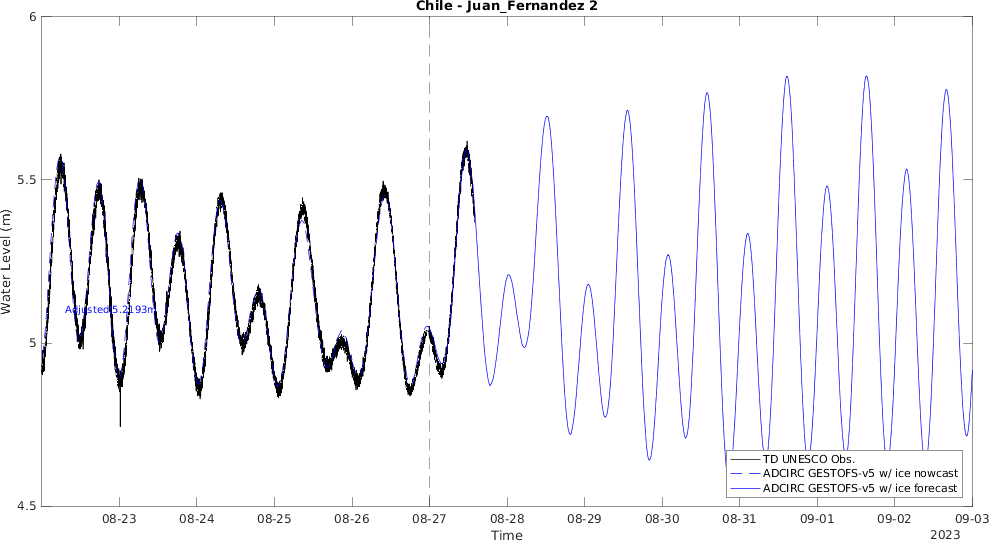 Chile - Juan_Fernandez 2
6
5.5
5
4.5
Water Level (m)
Adjusted 5.2193m
TD UNESCO Obs.
ADCIRC GESTOFS-v5 w/ ice nowcast
ADCIRC GESTOFS-v5 w/ ice forecast
08-23 08-24 08-25 08-26 08-27 08-28 08-29 08-30 08-31 09-01 09-02 09-03
Time
2023